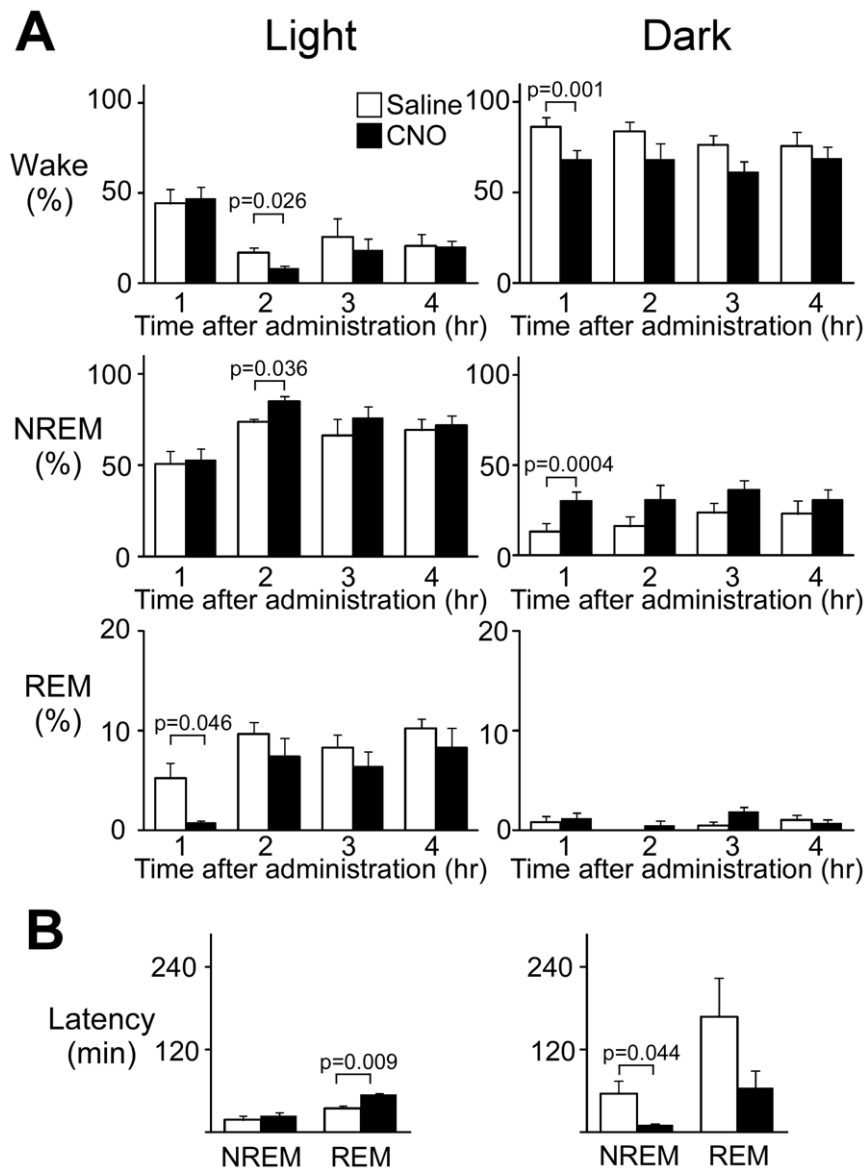 A
Light
Dark
Saline
CNO
Wake
(%)
100
50
0
p=0.026
1 2 3 4
Time after administration (hr)
100
50
0
p=0.001
1 2 3 4
Time after administration (hr)
NREM
(%)
100
50
0
p=0.036
1 2 3 4
Time after administration (hr)
100
50
0
p=0.0004
1 2 3 4
Time after administration (hr)
REM
(%)
20
10
0
p=0.046
1 2 3 4
Time after administration (hr)
20
10
0
1 2 3 4
Time after administration (hr)
B
Latency
(min)
240
120
p=0.009
NREM REM
240
120
p=0.044
NREM REM